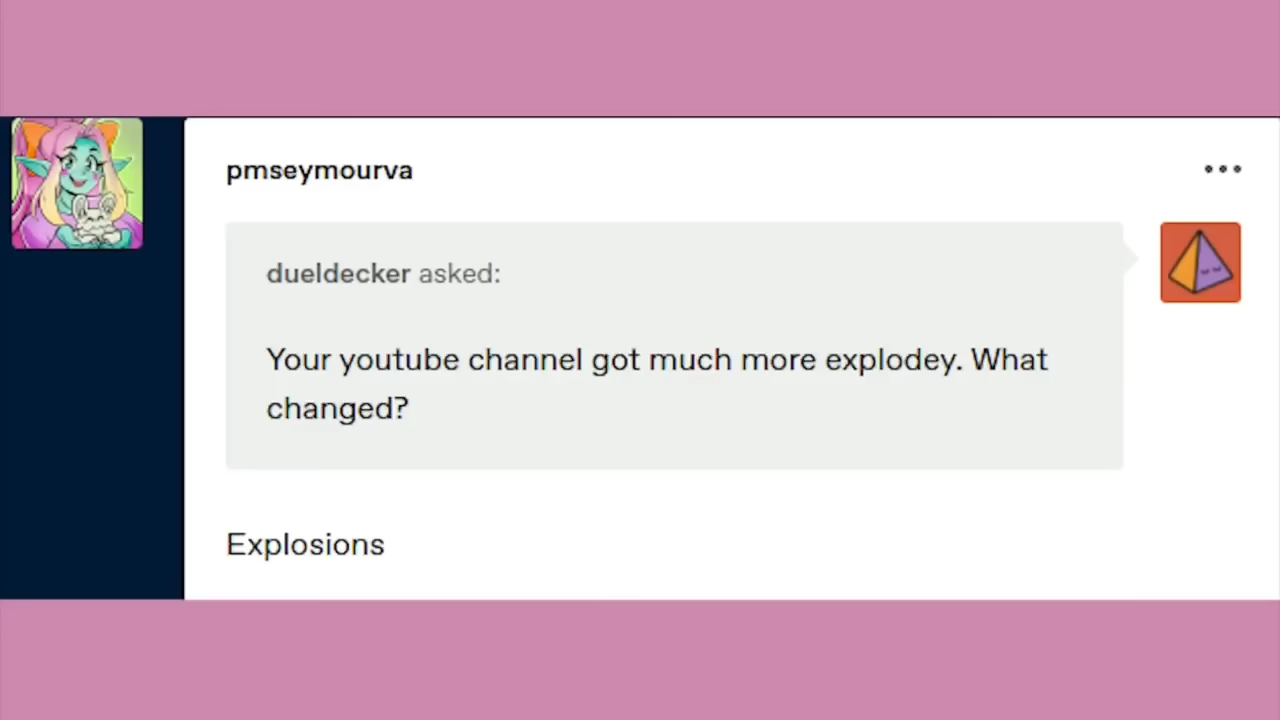 pmseymourva
dueldecker asked:
Your youtube channel got much more explodey. What
changed?
Explosions